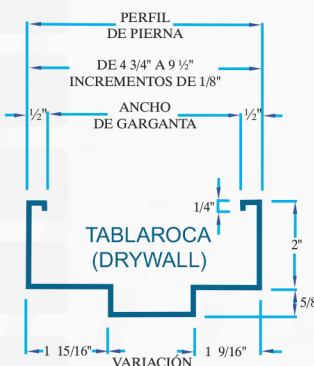 PERFIL
DE PIERNA
DE 4 3/4" A 9 ½"
INCREMENTOS DE 1/8"
½"
ANCHO
DE GARGANTA
½"
1/4"
TABLAROCA
(DRYWALL)
2"
5/8
1 15/16"
VARIACIÓN
1 9/16"